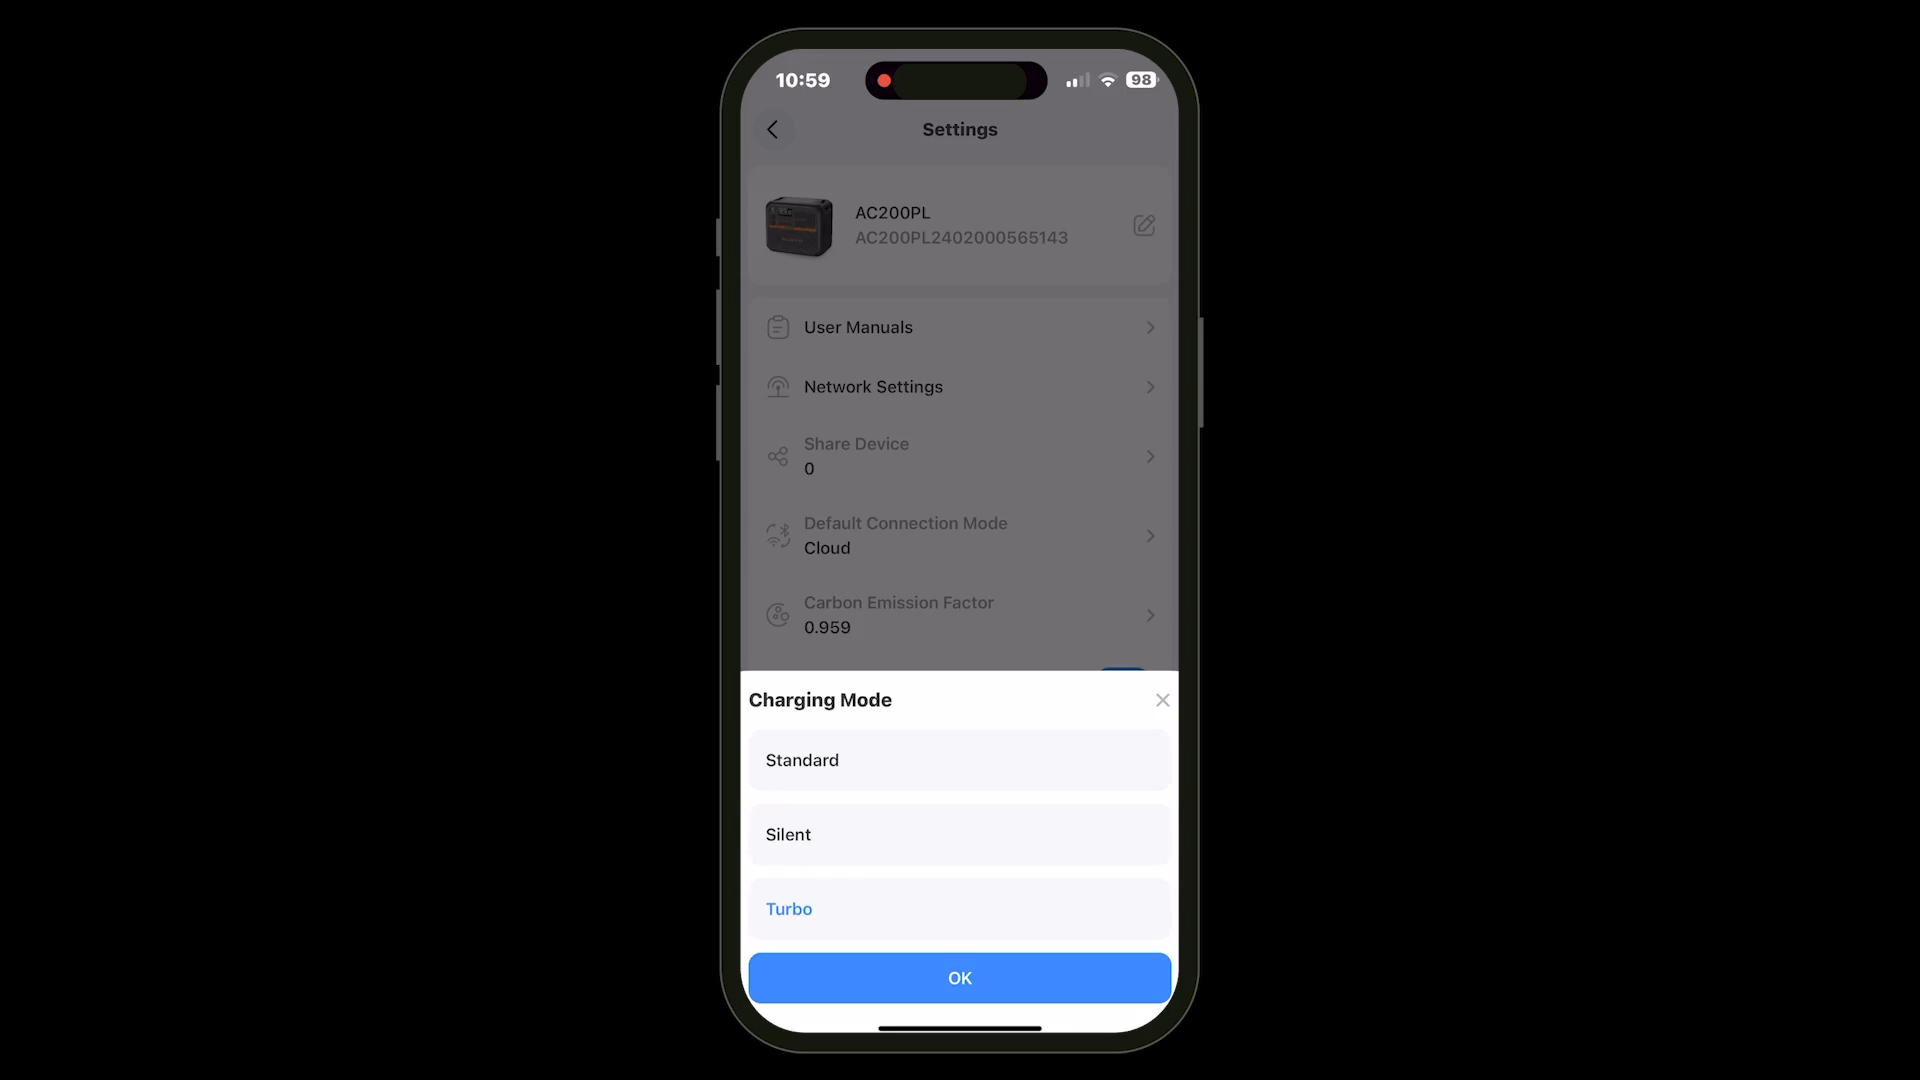 10:59
98
Settings
AC200PL
AC200PL2402000565143
User Manuals
Network Settings
Share Device
0
Default Connection Mode
Cloud
Carbon Emission Factor
0.959
Charging Mode
Standard
Silent
Turbo
OK